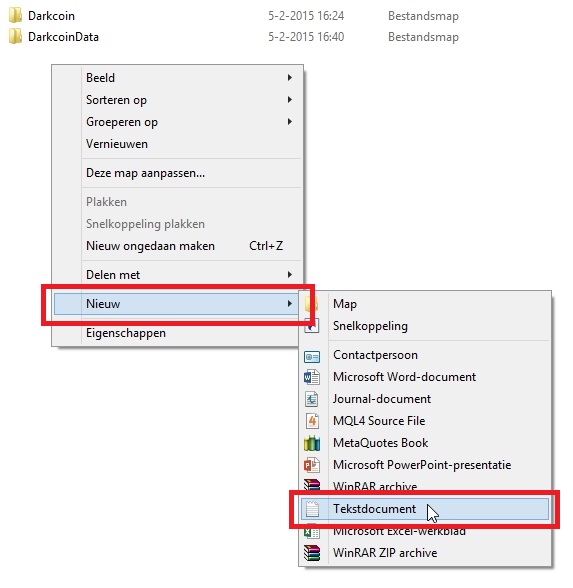 Darkcoin 5-2-2015 16:24 Bestandsmap
DarkcoinData 5-2-2015 16:40 Bestandsmap
Beeld
Sorteren op
Groeperen op
Vernieuwen
Deze map aanpassen...
Plakken
Snelkoppeling plakken
Nieuw ongedaan maken Ctrl+Z
Delen met
Nieuw
Eigenschappen
Map
Snelkoppeling
Contactpersoon
Microsoft Word-document
Journal-document
MQL4 Source File
MetaQuotes Book
Microsoft PowerPoint-presentatie
WinRAR archive
Tekstdocument
Microsoft Excel-werkblad
WinRAR ZIP archive